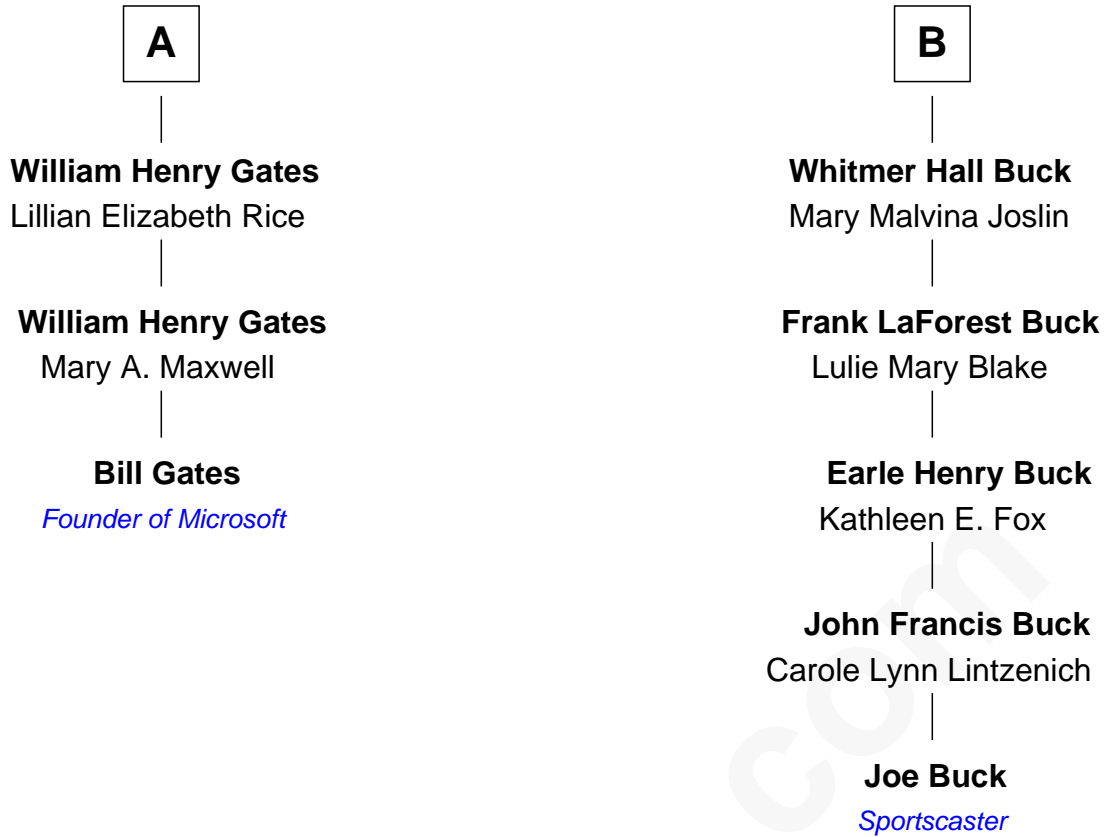 A
William Henry Gates
Lillian Elizabeth Rice
William Henry Gates
Mary A. Maxwell
Bill Gates
Founder of Microsoft
B
Whitmer Hall Buck
Mary Malvina Joslin
Frank LaForest Buck
Lulie Mary Blake
Earle Henry Buck
Kathleen E. Fox
John Francis Buck
Carole Lynn Lintzenich
Joe Buck
Sportscaster
com